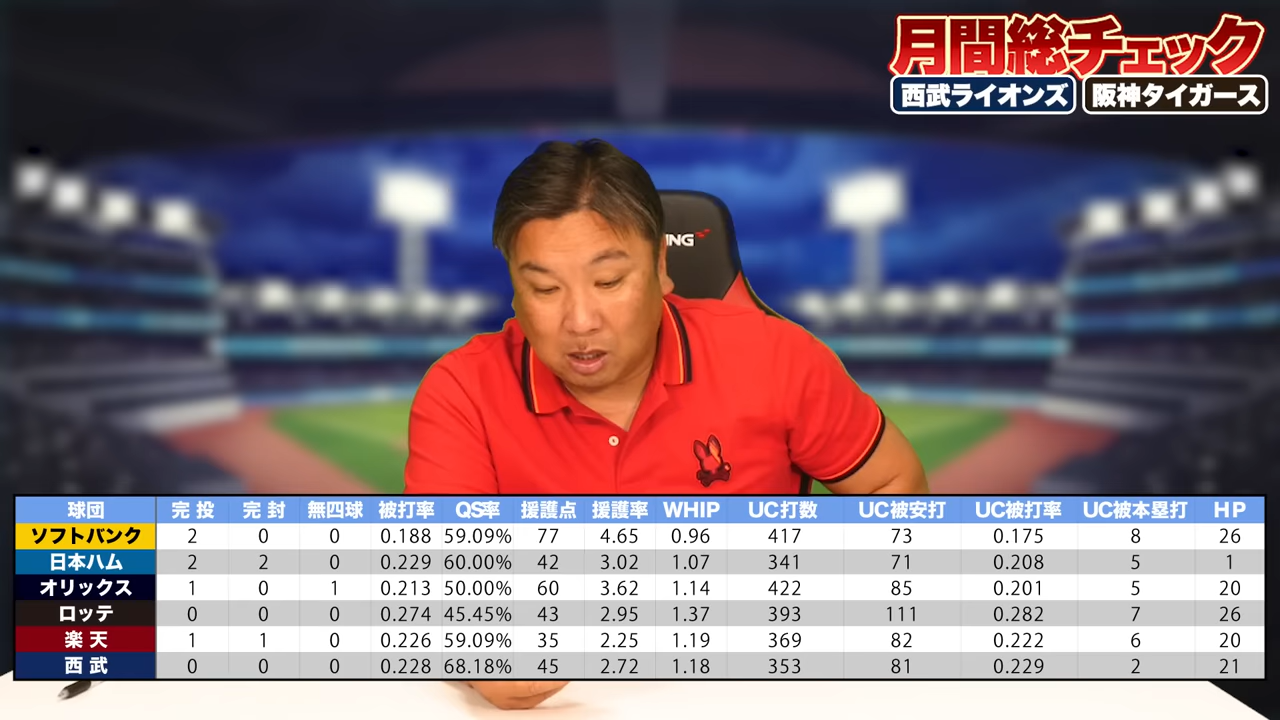 月間総チェック
西武ライオンズ 阪神タイガース
ING
球団 完投 完封 無四球 被打率 QS率 援護点 援護率 WHIP UC打数 UC被安打 UC被打率 UC被本塁打 HP
ソフトバンク 2 0 0 0.188 59.09% 77 4.65 0.96 417 73 0.175 8 26
日本ハム 2 2 0 0.229 60.00% 42 3.02 1.07 341 71 0.208 5 1
オリックス 1 0 1 0.213 50.00% 60 3.62 1.14 422 85 0.201 5 20
ロッテ 0 0 0 0.274 45.45% 43 2.95 1.37 393 111 0.282 7 26
楽天 1 1 0 0.226 59.09% 35 2.25 1.19 369 82 0.222 6 20
西武 0 0 0 0.228 68.18% 45 2.72 1.18 353 81 0.229 2 21